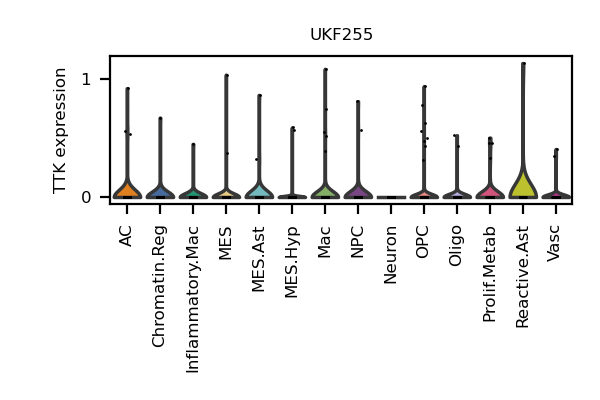 UKF255
TTK expression
1
0
AC
Chromatin.Reg
Inflammatory.Mac
MES
MES.Ast
MES.Hyp
Mac
NPC
Neuron
OPC
Oligo
Prolif.Metab
Reactive.Ast
Vasc